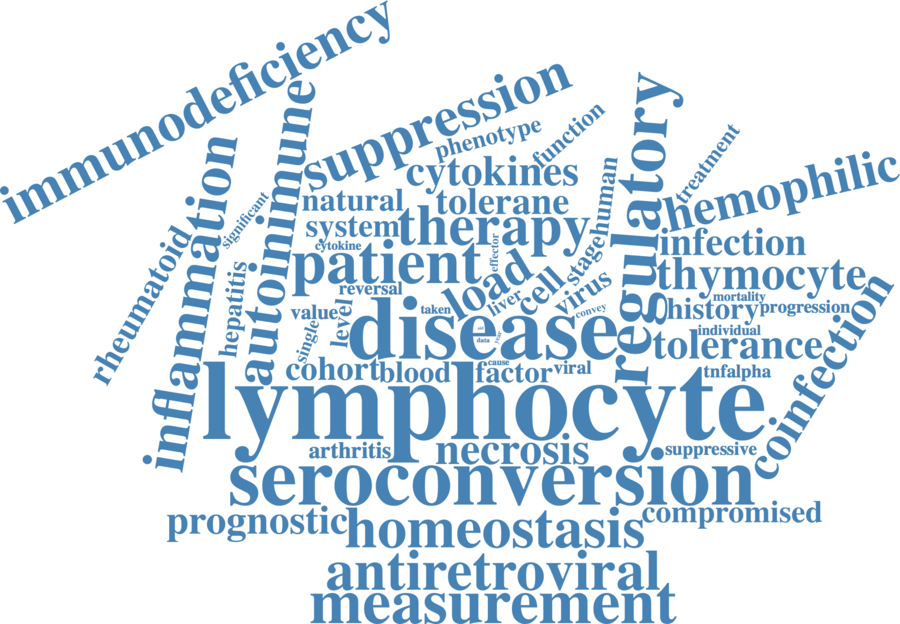 immunodeficiency
suppression
autoinimune
inflammation
regulatory
phenotype
function
treatment
cytokines
hemophilic
human
natural
tolerane
significant
system
therapy
stage
infection
cytokine
effector
rheumatoid
patient
load
cell
thymocyte
hepatitis
reversal
liver
virus
mortality
value
level
taken
convey
history
progression
single
disease
old
data
year
individual
tolerance
coinfection
cause
cohort
blood
factor
viral
tnfalpha
lymphocyte
arthritis
necrosis
suppressive
seroconversion
prognostic
homeostasis
compromised
antiretroviral
measurement